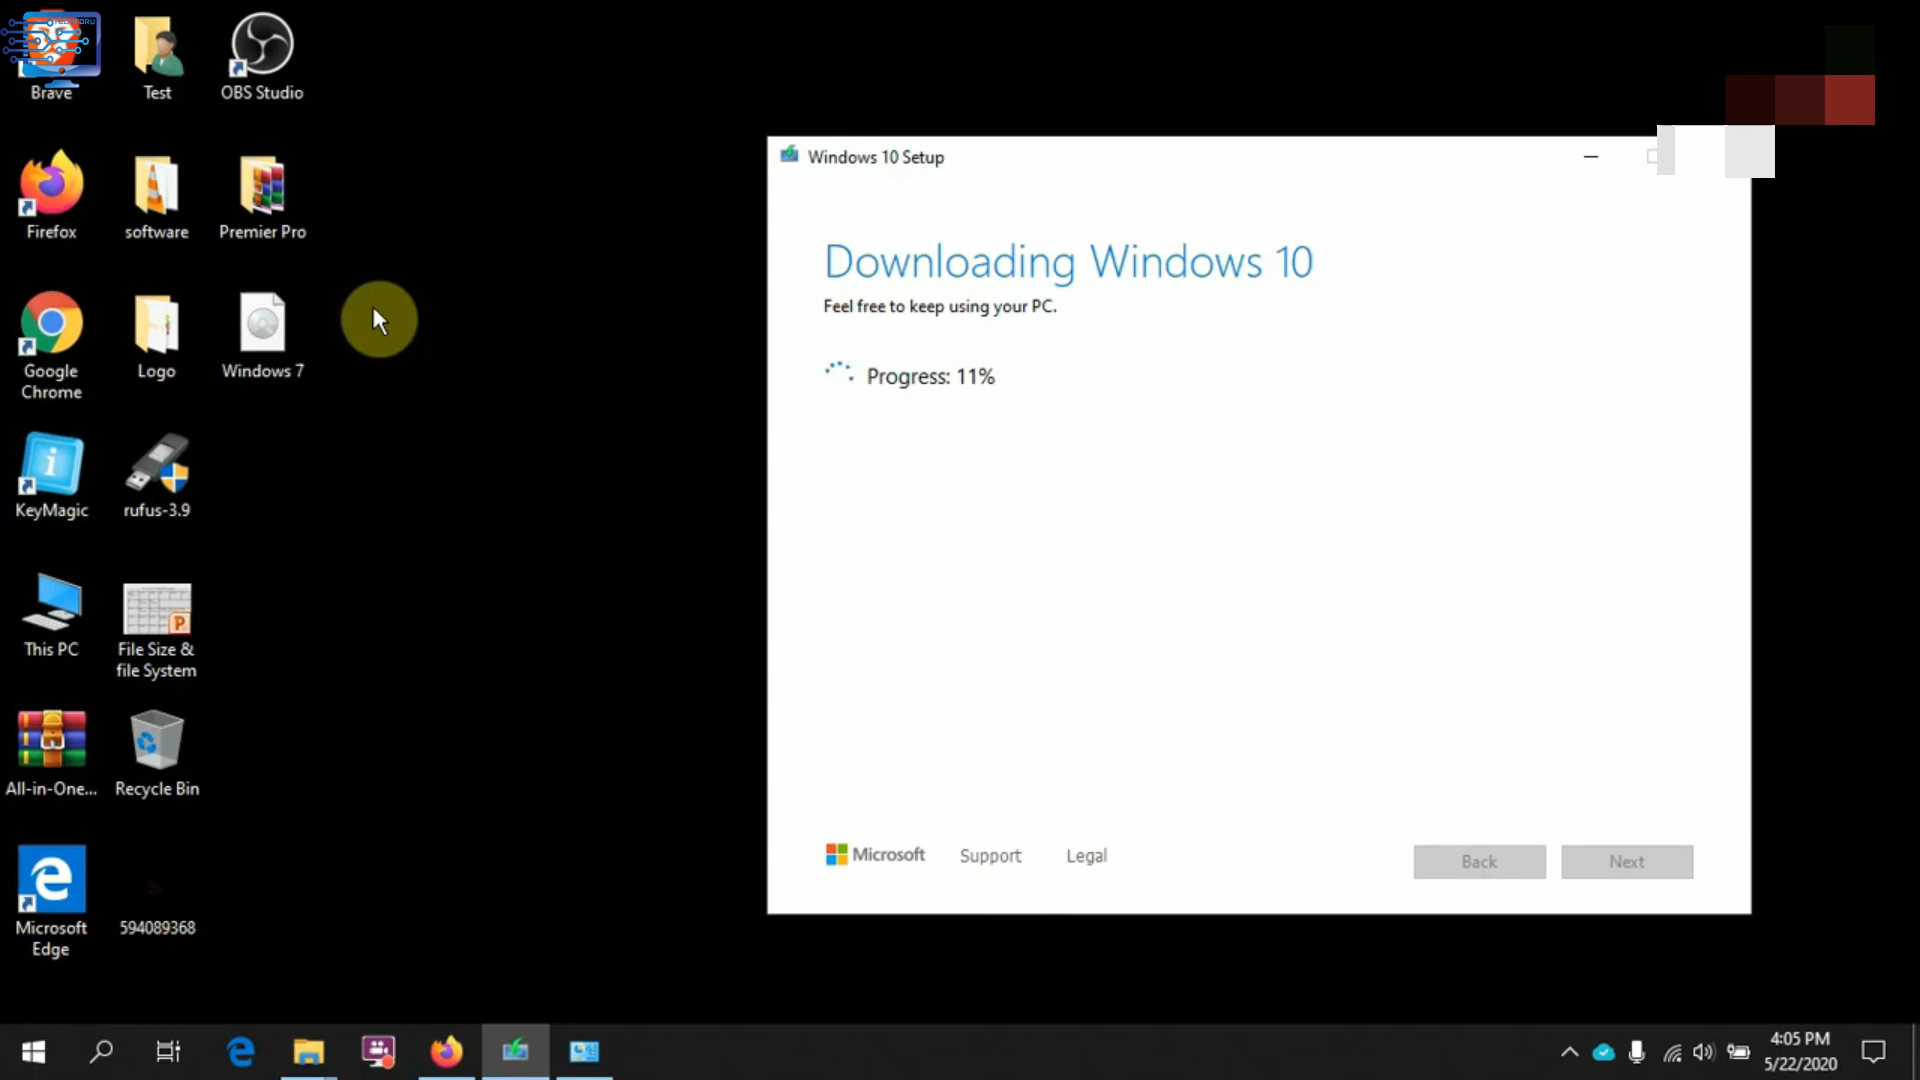 TECHADRU
Brave
Test
OBS Studio
Firefox
software
Premier Pro
Google
Chrome
Logo
Windows 7
KeyMagic
rufus-3.9
This PC
File Size &
file System
All-in-One...
Recycle Bin
Microsoft
Edge
594089368
Windows 10 Setup
Downloading Windows 10
Feel free to keep using your PC.
Progress: 11%
Microsoft
Support
Legal
Back
Next
4:05 PM
5/22/2020